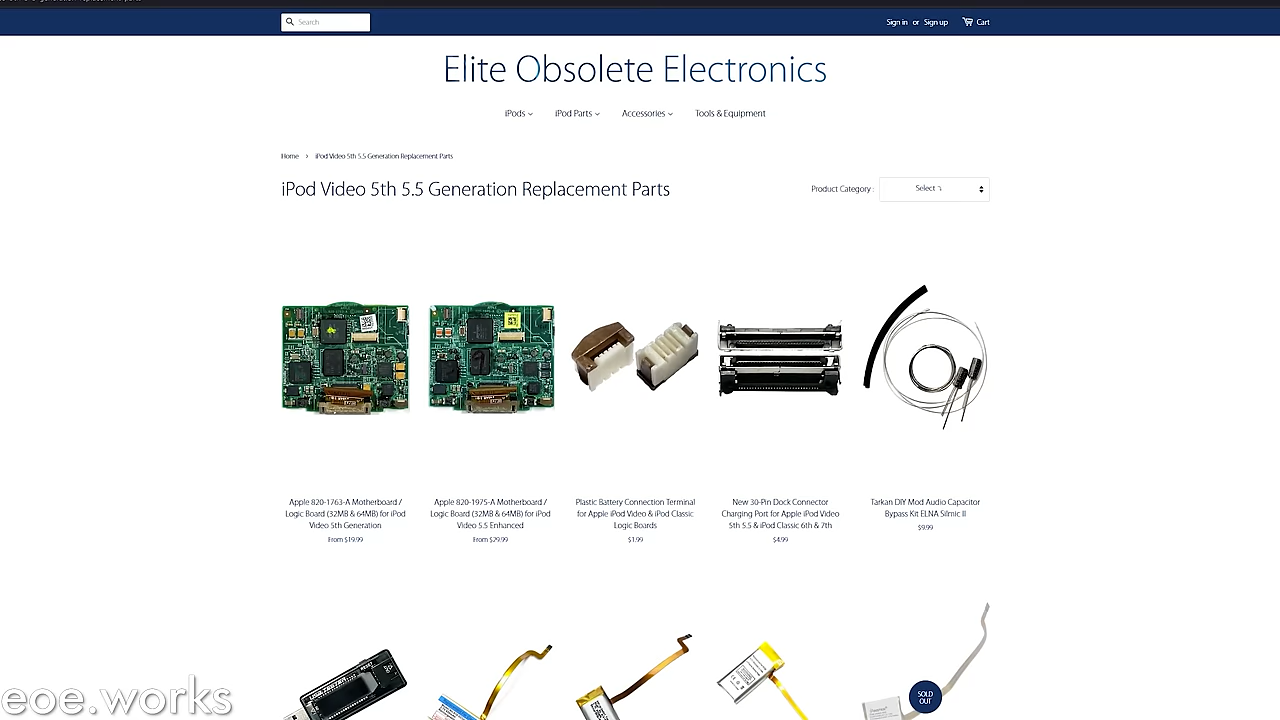 Search
Sign in or Sign up
Cart
Elite Obsolete Electronics
iPods
iPod Parts
Accessories
Tools & Equipment
Home › iPod Video 5th 5.5 Generation Replacement Parts
iPod Video 5th 5.5 Generation Replacement Parts
Product Category :
Select
Apple 820-1763-A Motherboard /
Logic Board (32MB & 64MB) for iPod
Video 5th Generation
From $19.99
Apple 820-1975-A Motherboard /
Logic Board (32MB & 64MB) for iPod
Video 5.5 Enhanced
From $29.99
Plastic Battery Connection Terminal
for Apple iPod Video & iPod Classic
Logic Boards
$1.99
New 30-Pin Dock Connector
Charging Port for Apple iPod Video
5th 5.5 & iPod Classic 6th & 7th
$4.99
Tarkan DIY Mod Audio Capacitor
Bypass Kit ELNA Silmic II
$9.99
SOLD
OUT
eoe.works